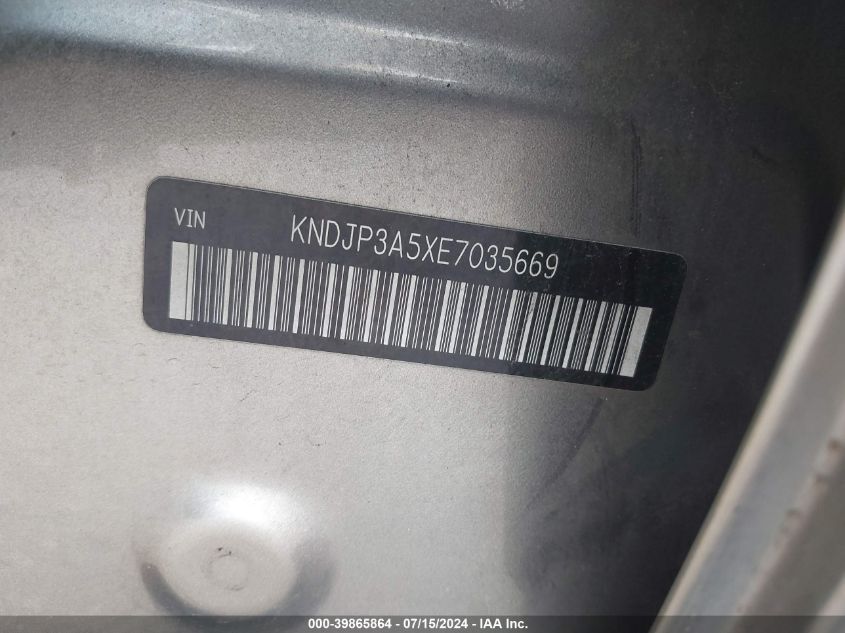 VIN KNDJP3A5XE7035669
000-39865864 - 07/15/2024 - IAA Inc.